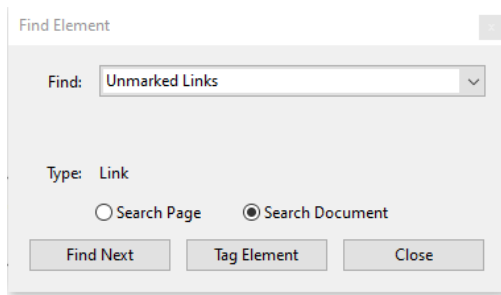 Find Element
Find: Unmarked Links
Type: Link
Search Page Search Document
Find Next Tag Element Close